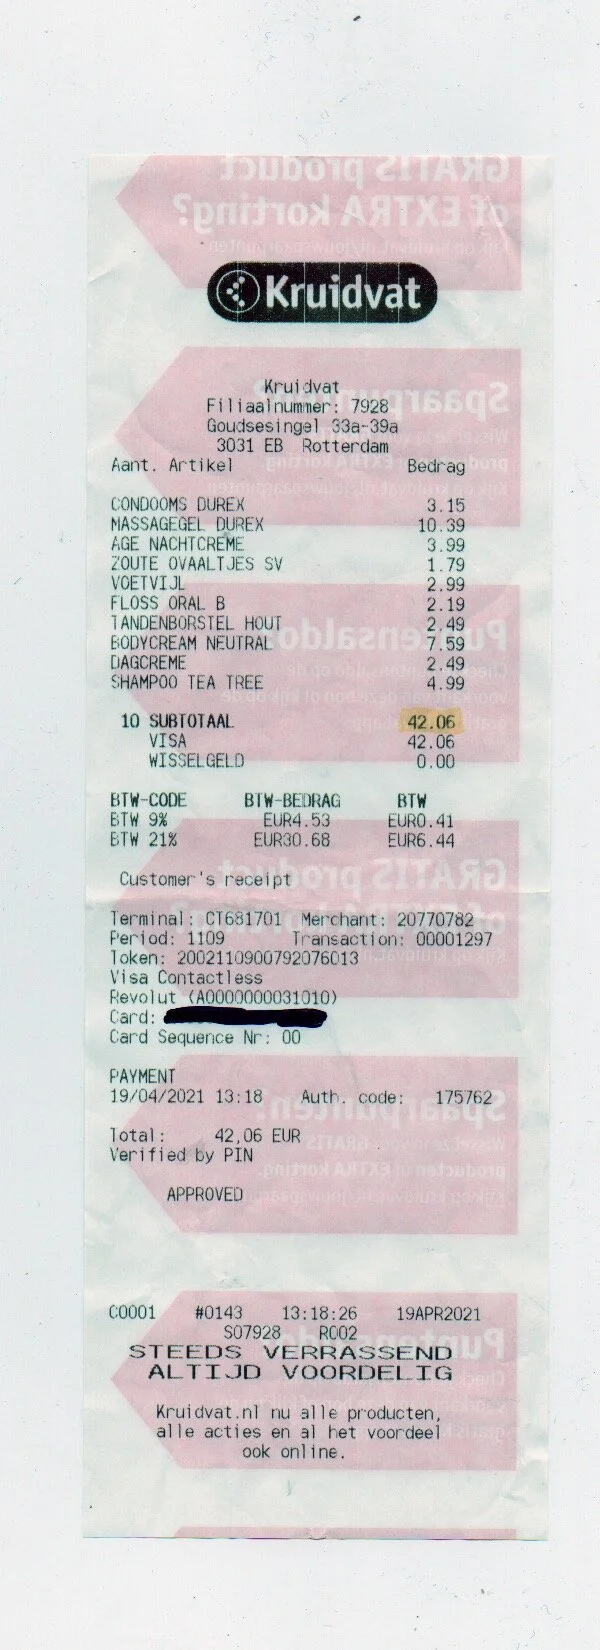 Kruidvat
Kruidvat
Filiaalnummer: 7928
Goudsesingel 33a-39a
3031 EB Rotterdam
Aant. Artikel Bedrag
CONDOOMS DUREX 3.15
MASSAGEGEL DUREX 10.39
AGE NACHTCREME 3.99
ZOUTE OVAALTJES SV 1.79
VOETVIJL 2.99
FLOSS ORAL B 2.19
TANDENBORSTEL HOUT 2.49
BODYCREAM NEUTRAL 7.59
DAGCREME 2.49
SHAMPOO TEA TREE 4.99
10 SUBTOTAAL 42.06
VISA 42.06
WISSELGELD 0.00
BTW-CODE BTW-BEDRAG BTW
BTW 9% EUR4.53 EUR0.41
BTW 21% EUR30.68 EUR6.44
Customer's receipt
Terminal: CT681701 Merchant: 20770782
Period: 1109 Transaction: 00001297
Token: 2002110900792076013
Visa Contactless
Revolut (A0000000031010)
Card:
Card Sequence Nr: 00
PAYMENT
19/04/2021 13:18 Auth. code: 175762
Total: 42,06 EUR
Verified by PIN
APPROVED
C0001 #0143 13:18:26 19APR2021
S07928 R002
STEEDS VERRASSEND
ALTIJD VOORDELIG
Kruidvat.nl nu alle producten,
alle acties en al het voordeel
ook online.